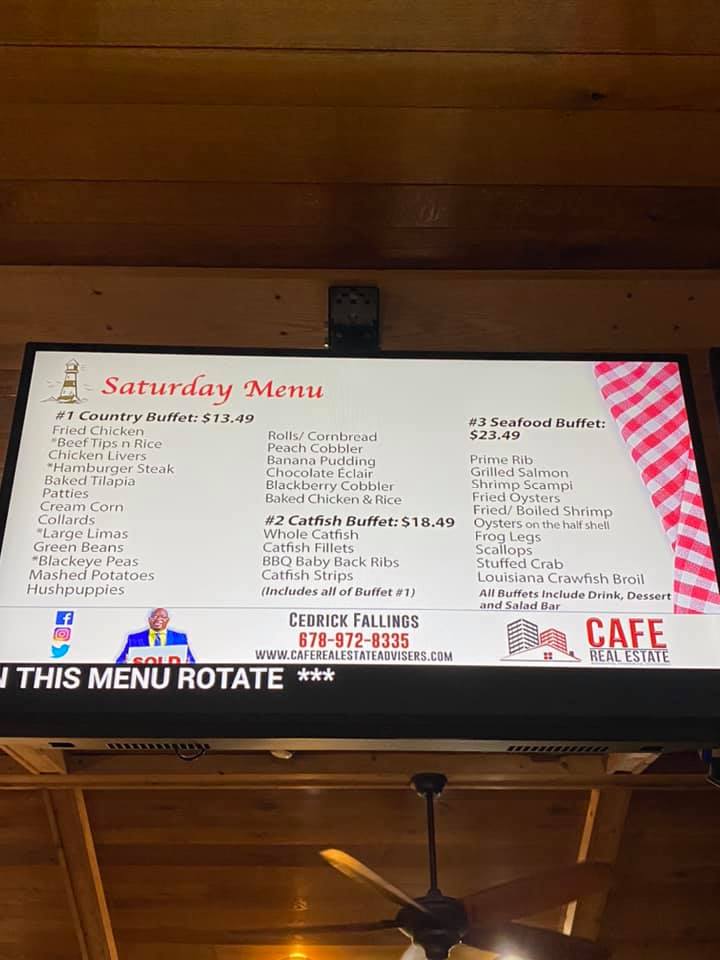 Saturday Menu
#1 Country Buffet: $13.49
Fried Chicken
*Beef Tips n Rice
Chicken Livers
*Hamburger Steak
Baked Tilapia
Patties
Cream Corn
Collards
*Large Limas
Green Beans
*Blackeye Peas
Mashed Potatoes
Hushpuppies
Rolls/ Cornbread
Peach Cobbler
Banana Pudding
Chocolate Éclair
Blackberry Cobbler
Baked Chicken & Rice
#2 Catfish Buffet: $18.49
Whole Catfish
Catfish Fillets
BBQ Baby Back Ribs
Catfish Strips
(Includes all of Buffet #1)
#3 Seafood Buffet:
$23.49
Prime Rib
Grilled Salmon
Shrimp Scampi
Fried Oysters
Fried/ Boiled Shrimp
Oysters on the half shell
Frog Legs
Scallops
Stuffed Crab
Louisiana Crawfish Broil
All Buffets Include Drink, Dessert
and Salad Bar
SOLD
CEDRICK FALLINGS
678-972-8335
WWW.CAFEREALESTATEADVISERS.COM
CAFE
REAL ESTATE
N THIS MENU ROTATE ***